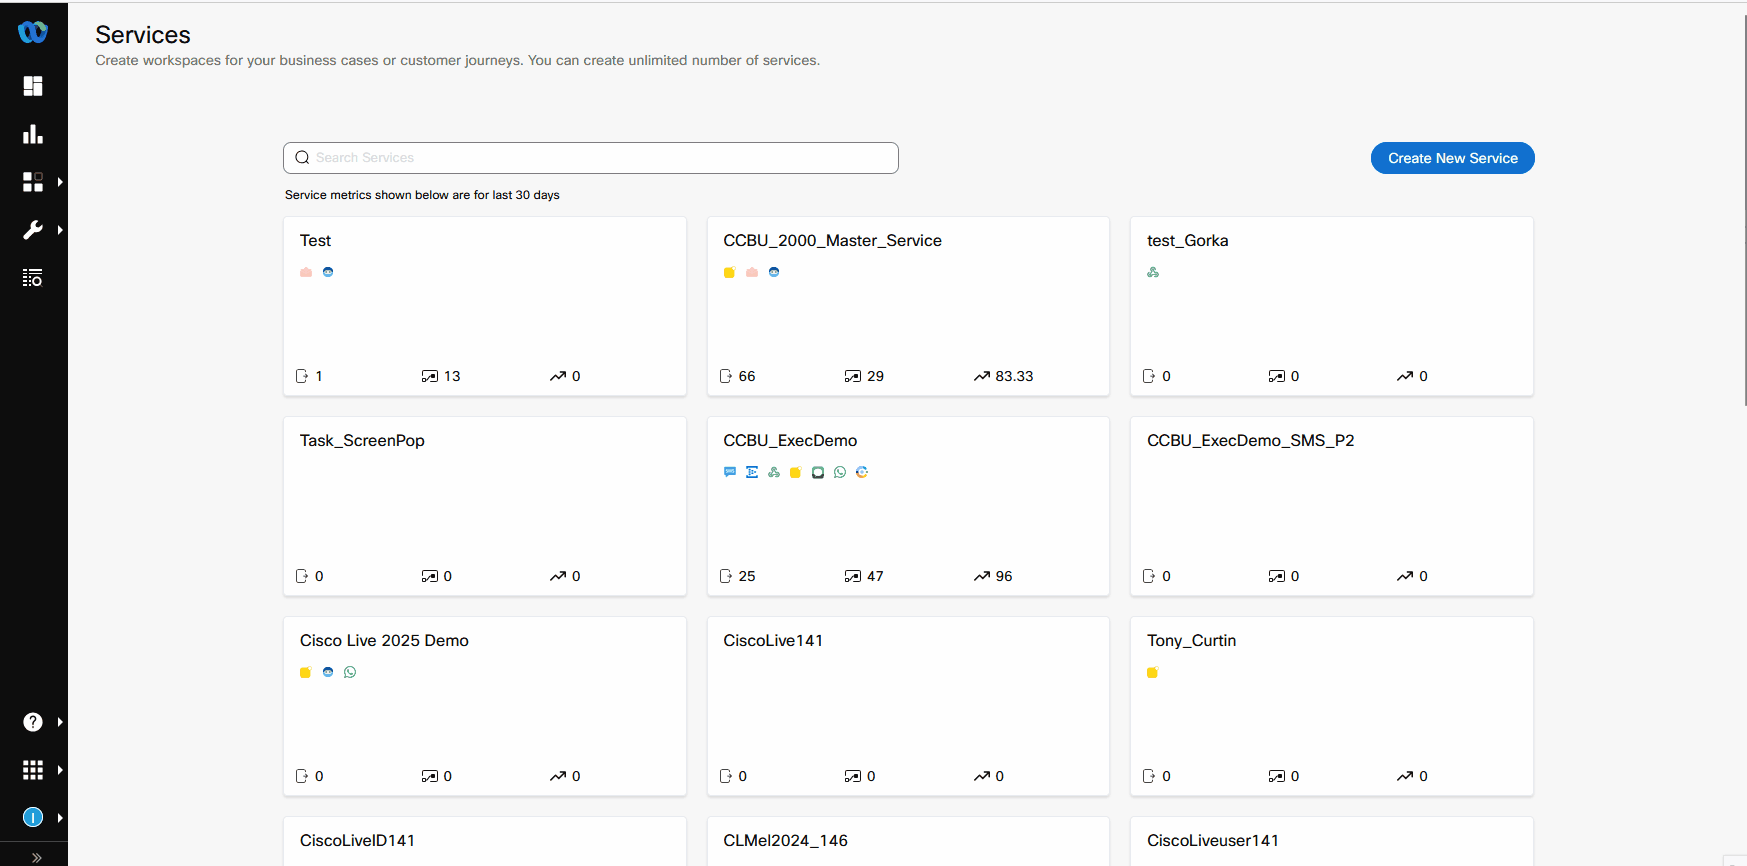 Services
Create workspaces for your business cases or customer journeys. You can create unlimited number of services.
Search Services
Create New Service
Service metrics shown below are for last 30 days
Test
1 13 0
CCBU_2000_Master_Service
66 29 83.33
test_Gorka
0 0 0
Task_ScreenPop
0 0 0
CCBU_ExecDemo
25 47 96
CCBU_ExecDemo_SMS_P2
0 0 0
Cisco Live 2025 Demo
0 0 0
CiscoLive141
0 0 0
Tony_Curtin
0 0 0
CiscoLiveID141
CLMel2024_146
CiscoLiveuser141
I